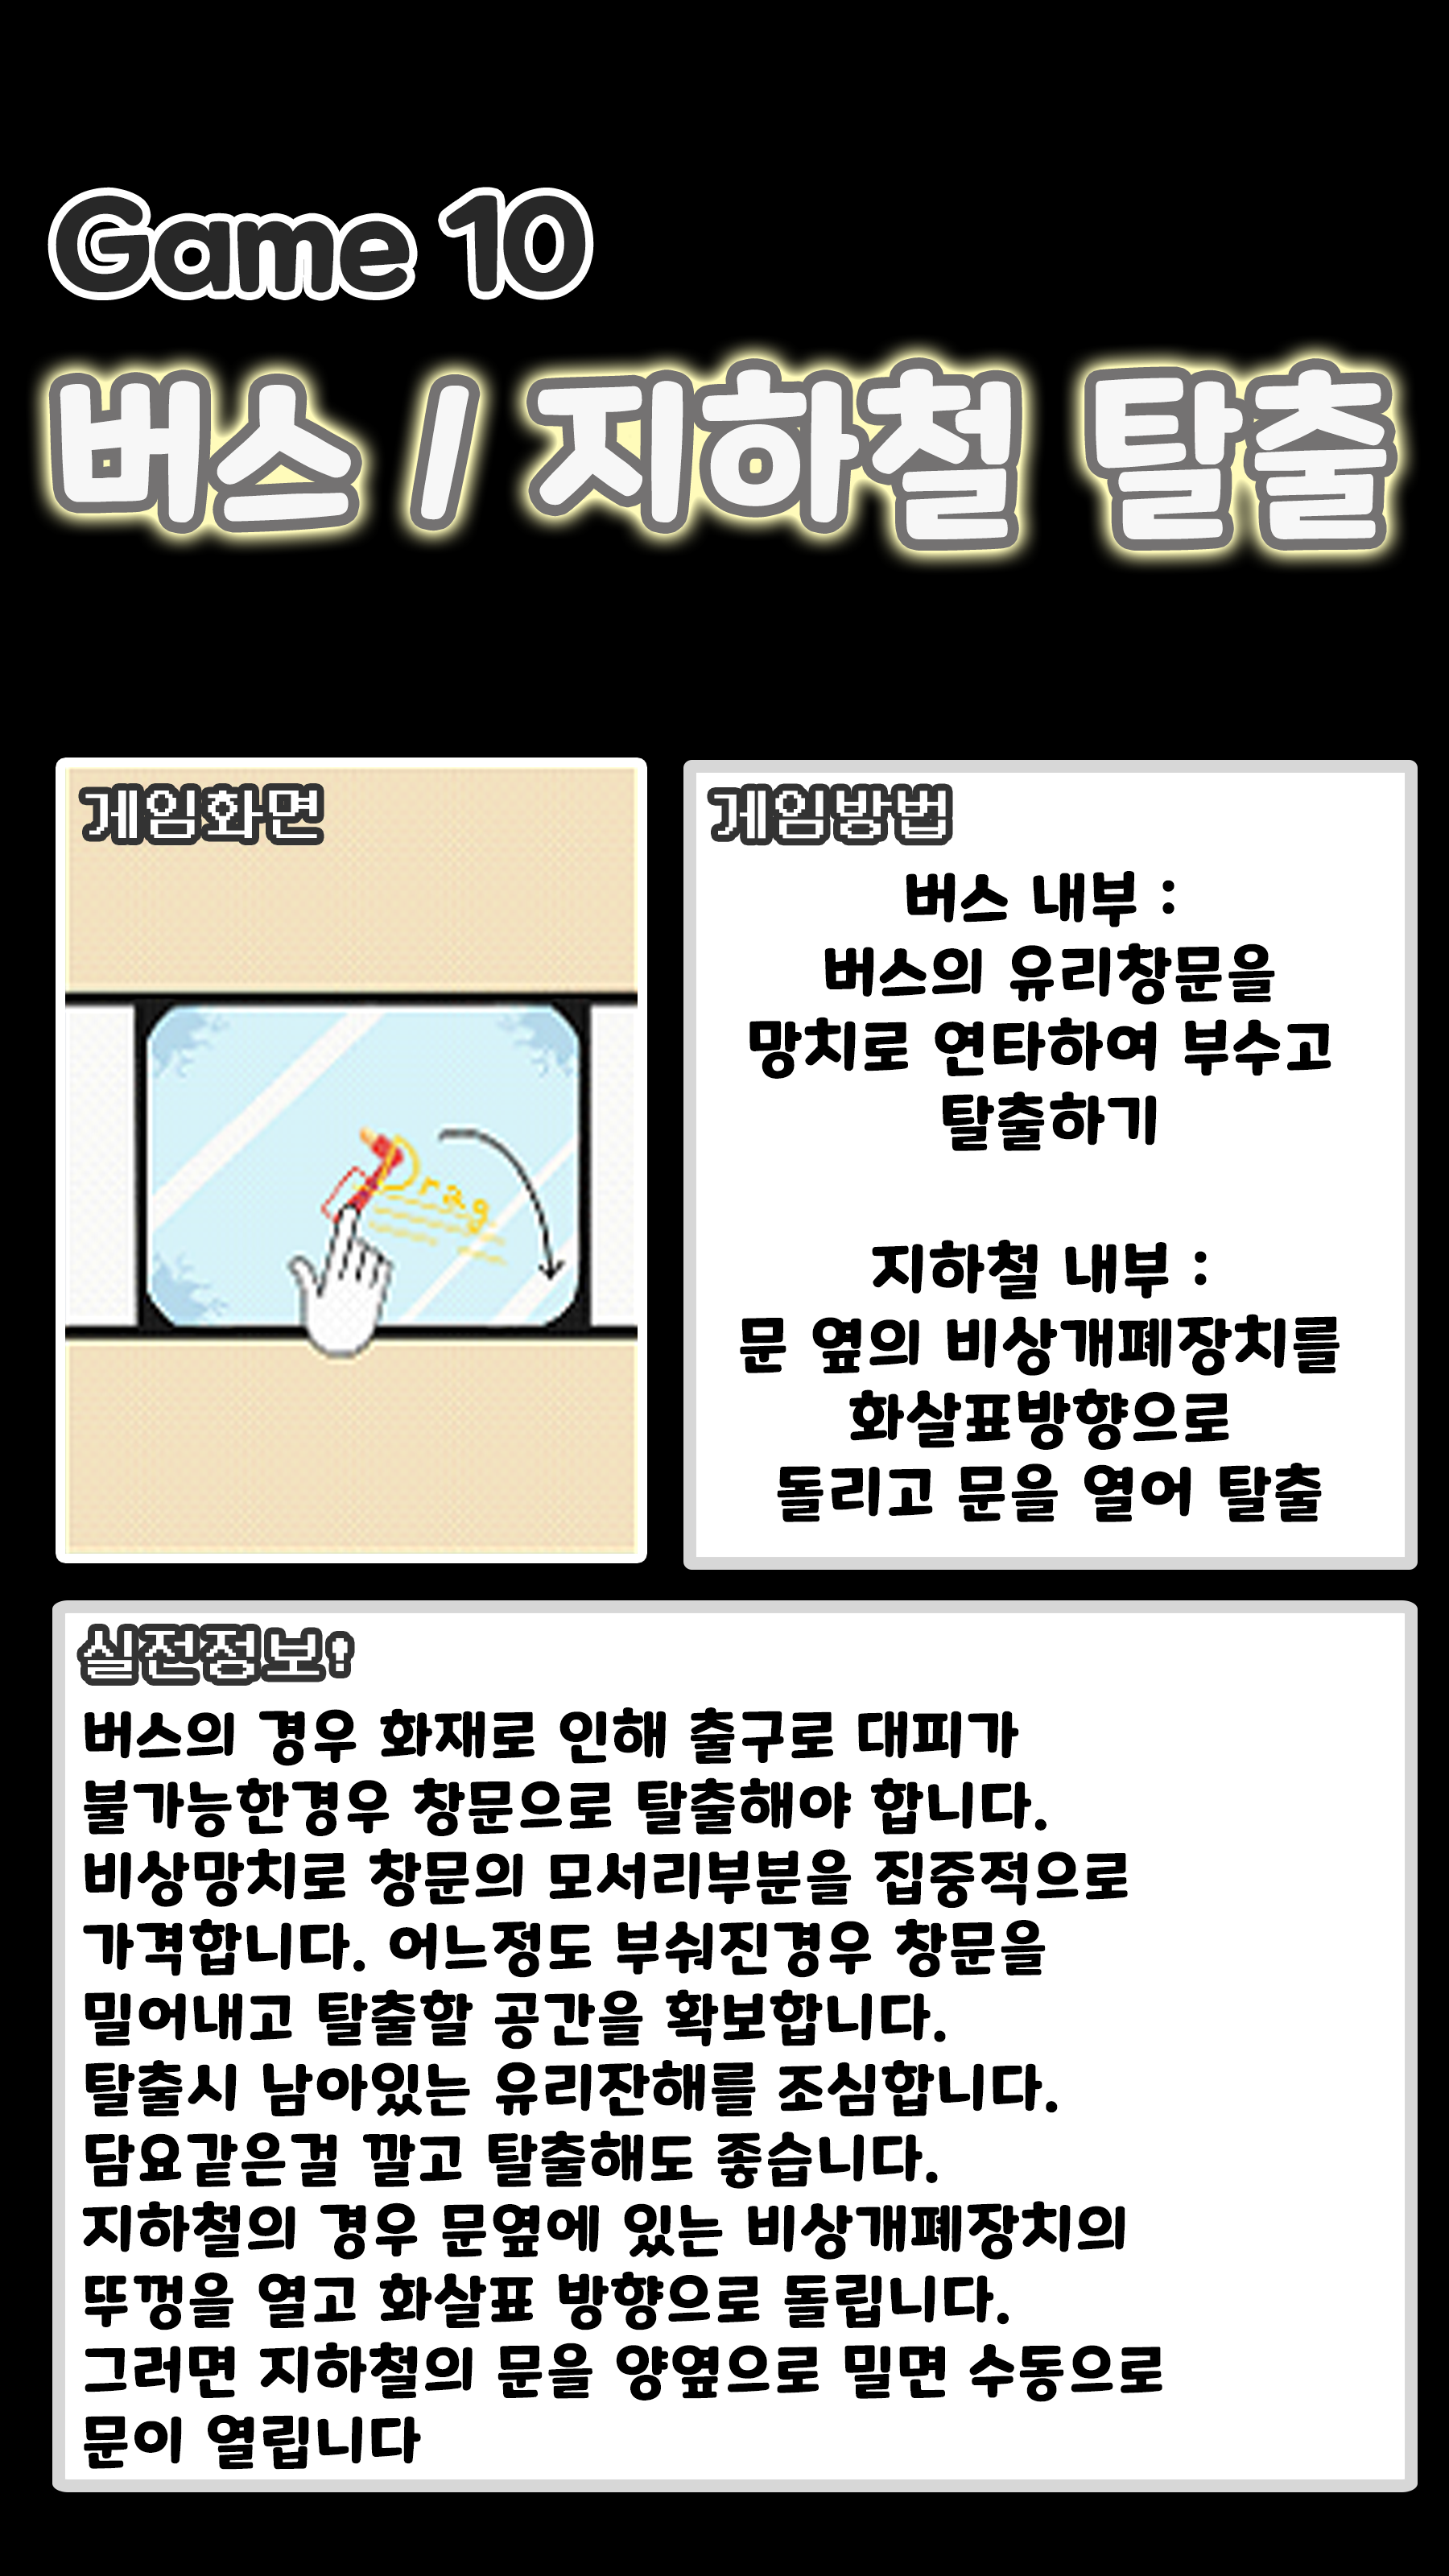 Game 10
버스 / 지하철 탈출
게임화면
Drag
게임방법
버스 내부 :
버스의 유리창문을
망치로 연타하여 부수고
탈출하기
지하철 내부 :
문 옆의 비상개폐장치를
화살표방향으로
돌리고 문을 열어 탈출
실전정보!
버스의 경우 화재로 인해 출구로 대피가
불가능한경우 창문으로 탈출해야 합니다.
비상망치로 창문의 모서리부분을 집중적으로
가격합니다. 어느정도 부숴진경우 창문을
밀어내고 탈출할 공간을 확보합니다.
탈출시 남아있는 유리잔해를 조심합니다.
담요같은걸 깔고 탈출해도 좋습니다.
지하철의 경우 문옆에 있는 비상개폐장치의
뚜껑을 열고 화살표 방향으로 돌립니다.
그러면 지하철의 문을 양옆으로 밀면 수동으로
문이 열립니다